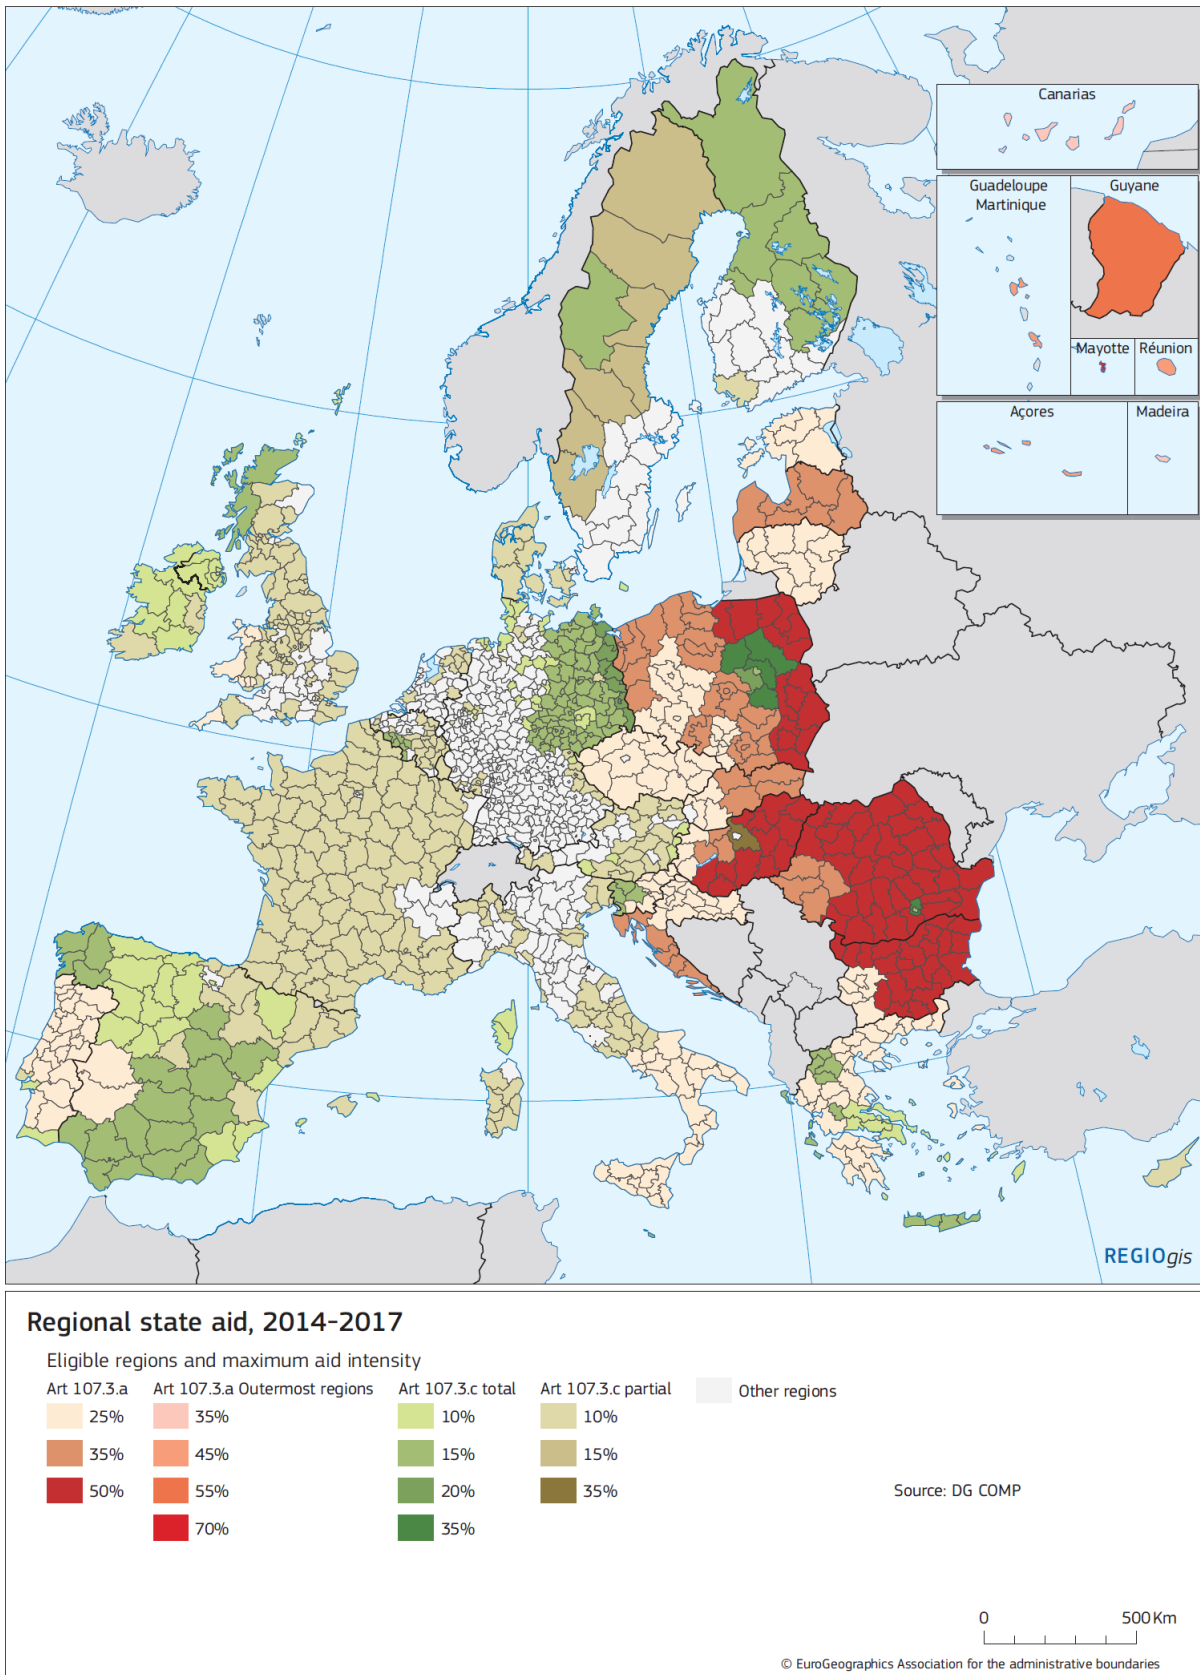 Canarias
Guadeloupe
Martinique
Guyane
Mayotte
Réunion
Açores
Madeira
REGIOgis
Regional state aid, 2014-2017
Eligible regions and maximum aid intensity
Art 107.3.a
25%
35%
50%
Art 107.3.a Outermost regions
35%
45%
55%
70%
Art 107.3.c total
10%
15%
20%
35%
Art 107.3.c partial
10%
15%
35%
Other regions
Source: DG COMP
0 500 Km
© EuroGeographics Association for the administrative boundaries